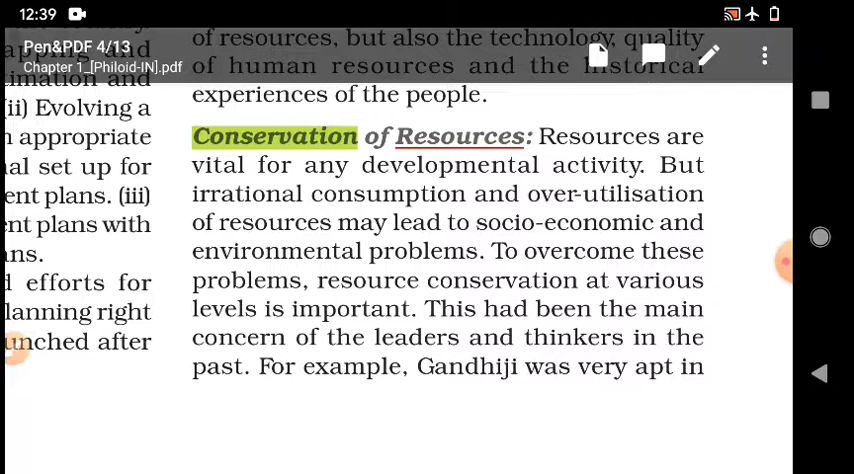 12:39
Pen&PDF 4/13
Chapter 1_[Philoid-IN].pdf
apping and
imation and
(ii) Evolving a
appropriate
al set up for
ent plans. (iii)
nt plans with
ans.
d efforts for
lanning right
unched after
of resources, but also the technology, quality
of human resources and the historical
experiences of the people.
Conservation of Resources: Resources are
vital for any developmental activity. But
irrational consumption and over-utilisation
of resources may lead to socio-economic and
environmental problems. To overcome these
problems, resource conservation at various
levels is important. This had been the main
concern of the leaders and thinkers in the
past. For example, Gandhiji was very apt in